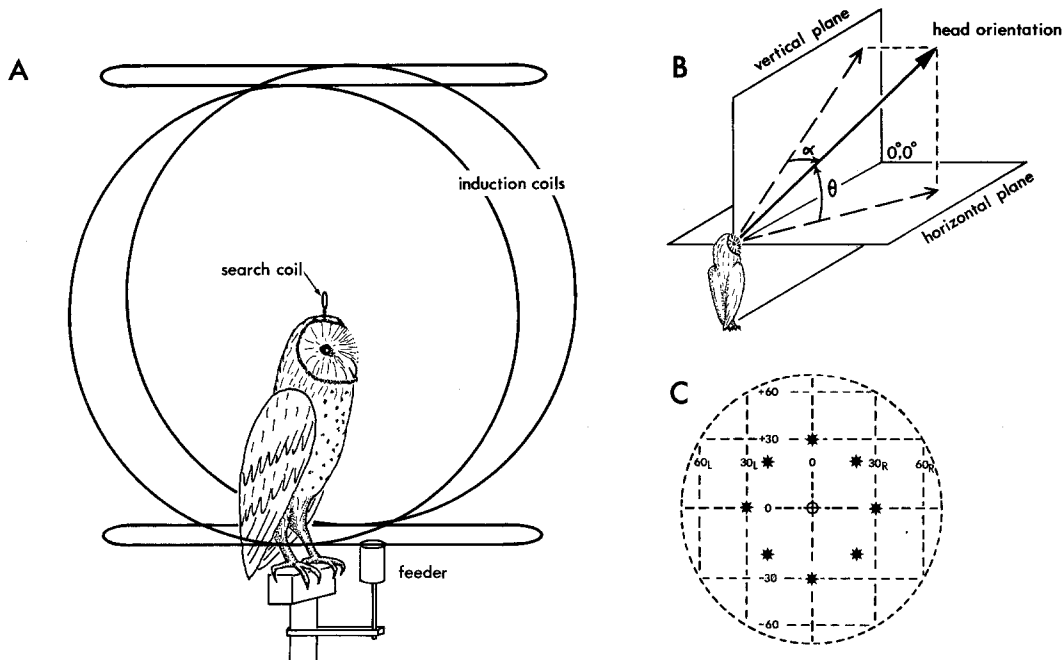 A
induction coils
search coil
feeder
B
vertical plane
head orientation
α
θ
0°,0°
horizontal plane
C
+60
+30
60L 30L 0 30R 60R
0
-30
-60